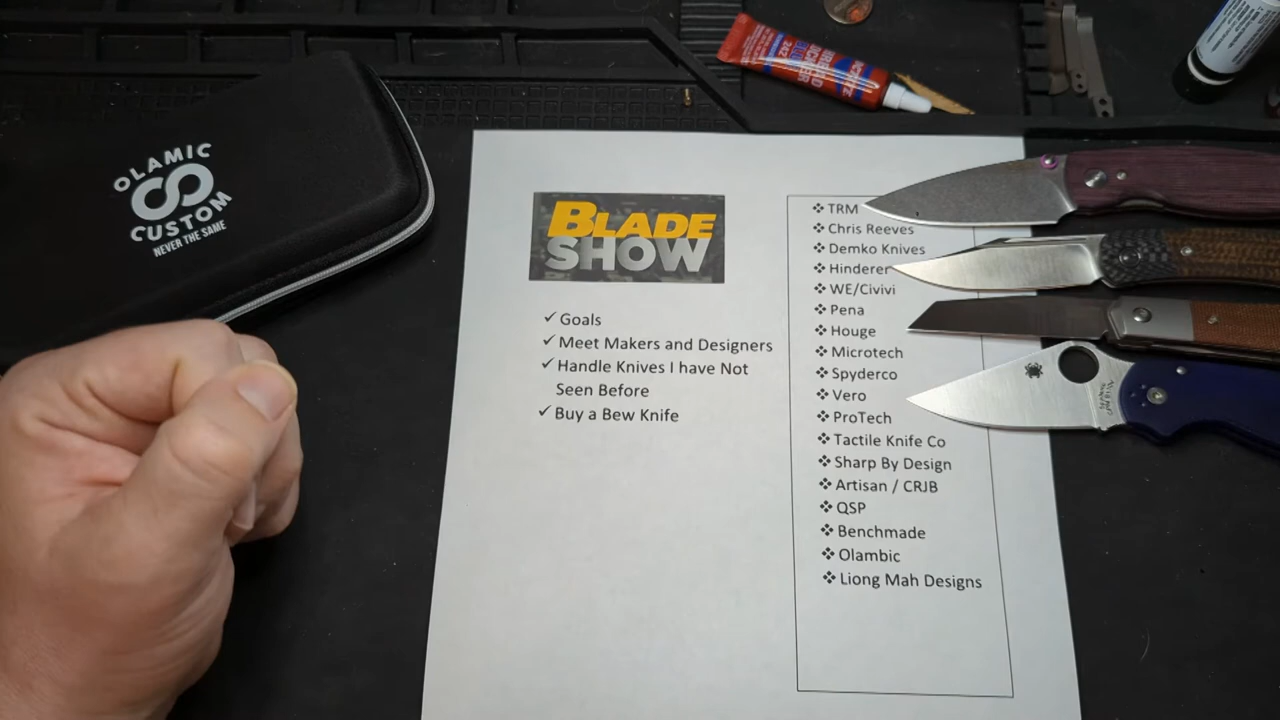 OLAMIC
CUSTOM
NEVER THE SAME
BLADE
SHOW
Goals
Meet Makers and Designers
Handle Knives I have Not
Seen Before
Buy a Bew Knife
TRM
Chris Reeves
Demko Knives
Hinderer
WE/Civivi
Pena
Houge
Microtech
Spyderco
Vero
ProTech
Tactile Knife Co
Sharp By Design
Artisan / CRJB
QSP
Benchmade
Olambic
Liong Mah Designs
242